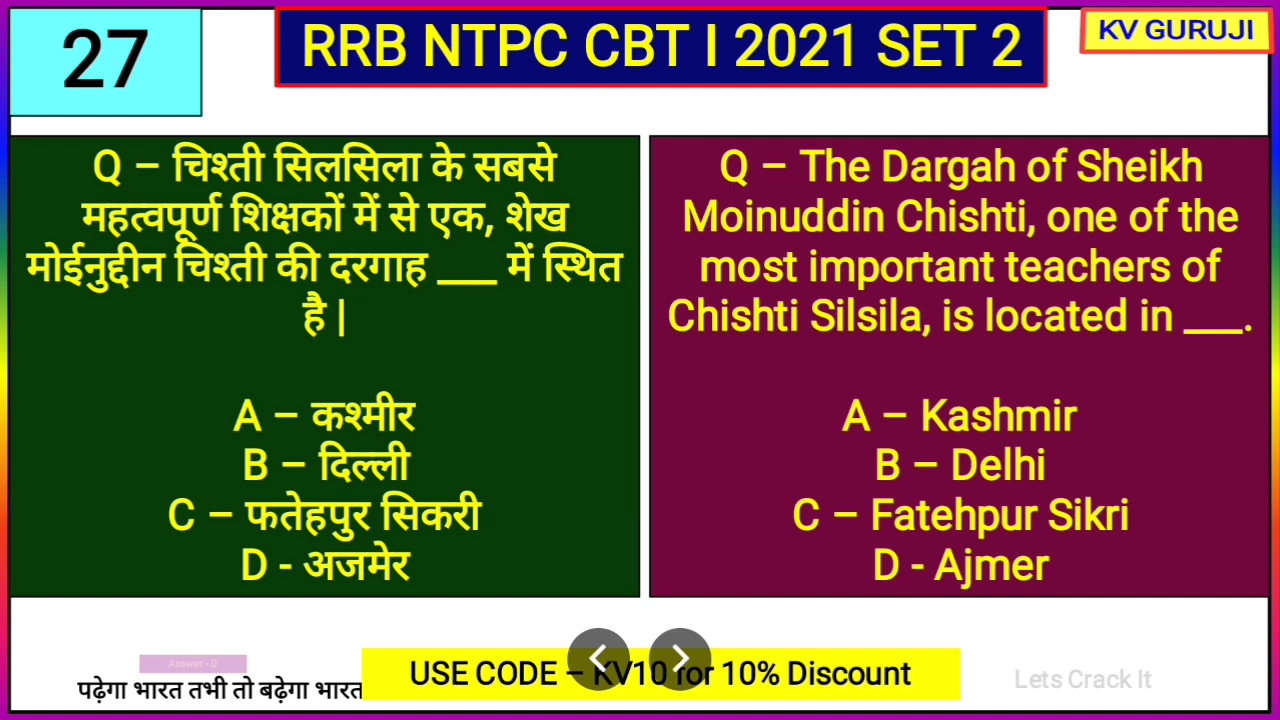 27
RRB NTPC CBT I 2021 SET 2
KV GURUJI
Q – चिश्ती सिलसिला के सबसे
महत्वपूर्ण शिक्षकों में से एक, शेख
मोईनुद्दीन चिश्ती की दरगाह ___ में स्थित
है |
A – कश्मीर
B – दिल्ली
C – फतेहपुर सिकरी
D - अजमेर
Q – The Dargah of Sheikh
Moinuddin Chishti, one of the
most important teachers of
Chishti Silsila, is located in ___.
A – Kashmir
B – Delhi
C – Fatehpur Sikri
D - Ajmer
Answer - D
पढ़ेगा भारत तभी तो बढ़ेगा भारत
USE CODE – KV10 for 10% Discount
Lets Crack It